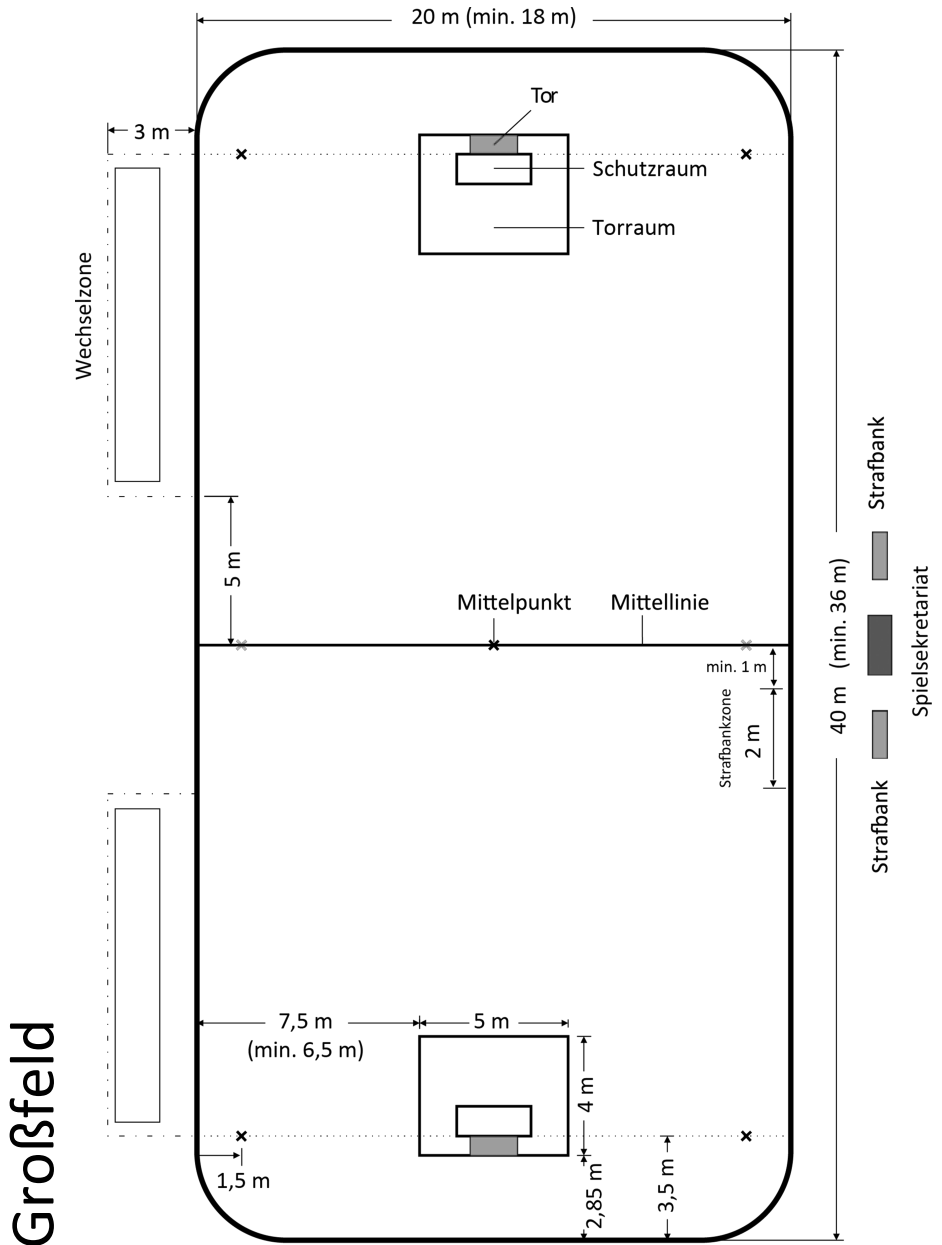 20 m (min. 18 m)
Tor
3 m
Schutzraum
Torraum
Wechselzone
5 m
Mittelpunkt
Mittellinie
min. 1 m
Strafbankzone
2 m
40 m (min. 36 m)
Strafbank
Spielsekretariat
Strafbank
7,5 m
(min. 6,5 m)
5 m
4 m
1,5 m
2,85 m
3,5 m
Großfeld